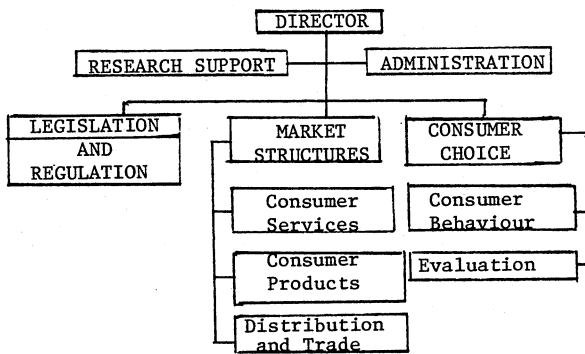 DIRECTOR
RESEARCH SUPPORT
ADMINISTRATION
LEGISLATION
AND
REGULATION
MARKET
STRUCTURES
CONSUMER
CHOICE
Consumer
Services
Consumer
Behaviour
Consumer
Products
Evaluation
Distribution
and Trade